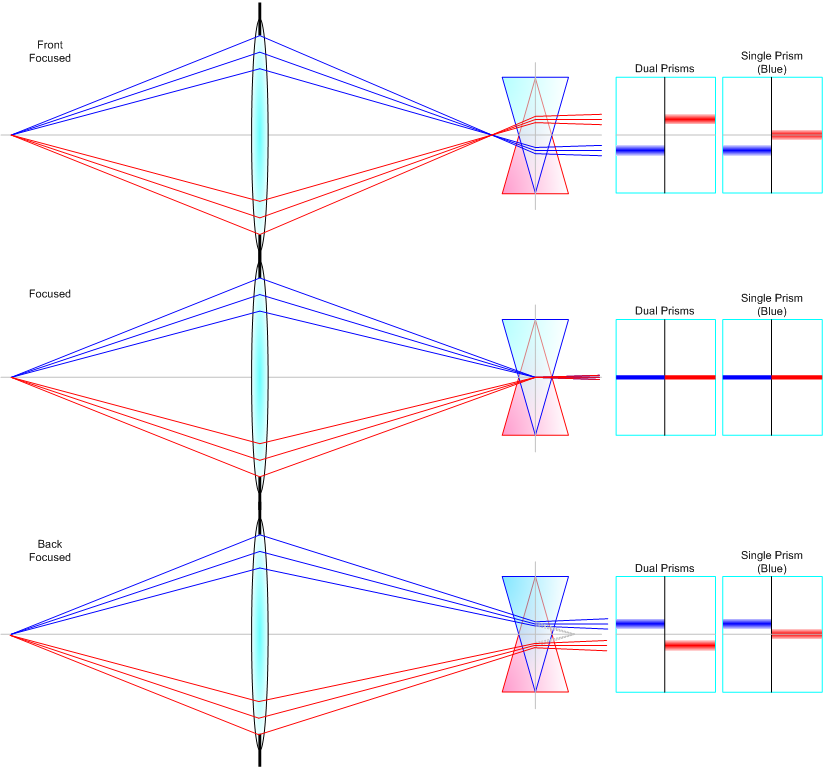 Front
Focused
Dual Prisms
Single Prism
(Blue)
Focused
Dual Prisms
Single Prism
(Blue)
Back
Focused
Dual Prisms
Single Prism
(Blue)